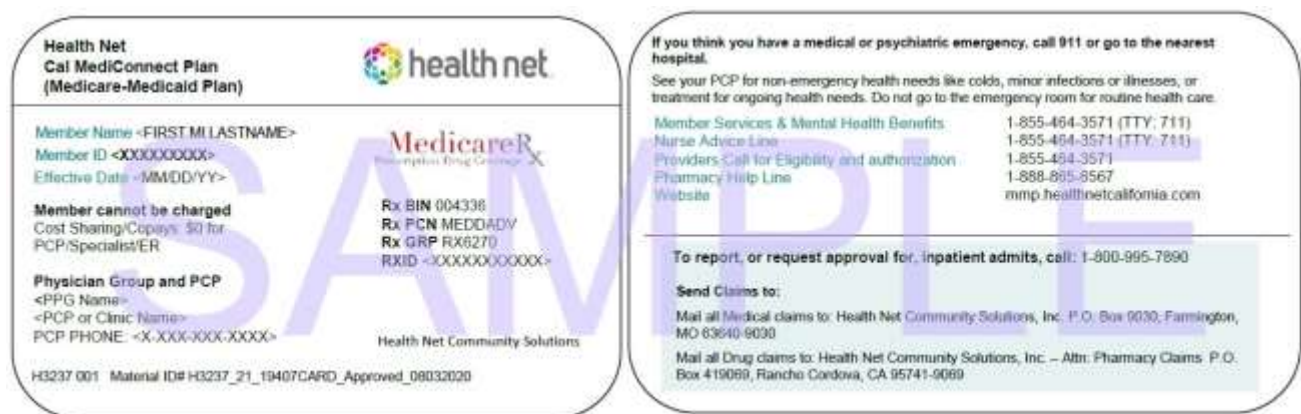 Health Net
Cal MediConnect Plan
(Medicare-Medicaid Plan)
health net
Member Name <FIRST MI LASTNAME>
Member ID <XXXXXXXXXX>
Effective Date <MM/DD/YY>
MedicareRx
Prescription Drug Coverage
Member cannot be charged
Cost Sharing/Copays: $0 for
PCP/Specialist/ER
Rx BIN 004336
Rx PCN MEDDADV
Rx GRP RX6270
RXID <XXXXXXXXXXX>
Physician Group and PCP
<PPG Name>
<PCP or Clinic Name>
PCP PHONE: <X-XXX-XXX-XXXX>
Health Net Community Solutions
H3237 001 Material ID# H3237_21_19407CARD_Approved_08032020
If you think you have a medical or psychiatric emergency, call 911 or go to the nearest
hospital.
See your PCP for non-emergency health needs like colds, minor infections or illnesses, or
treatment for ongoing health needs. Do not go to the emergency room for routine health care.
Member Services & Mental Health Benefits 1-855-464-3571 (TTY: 711)
Nurse Advice Line 1-855-464-3571 (TTY: 711)
Providers Call for Eligibility and authorization 1-855-464-3571
Pharmacy Help Line 1-888-865-6567
Website mmp.healthnetcalifornia.com
To report, or request approval for, inpatient admits, call: 1-800-995-7890
Send Claims to:
Mail all Medical claims to: Health Net Community Solutions, Inc. P.O. Box 9030, Farmington,
MO 63640-9030
Mail all Drug claims to: Health Net Community Solutions, Inc. – Attn: Pharmacy Claims P.O.
Box 419069, Rancho Cordova, CA 95741-9069
SAMPLE